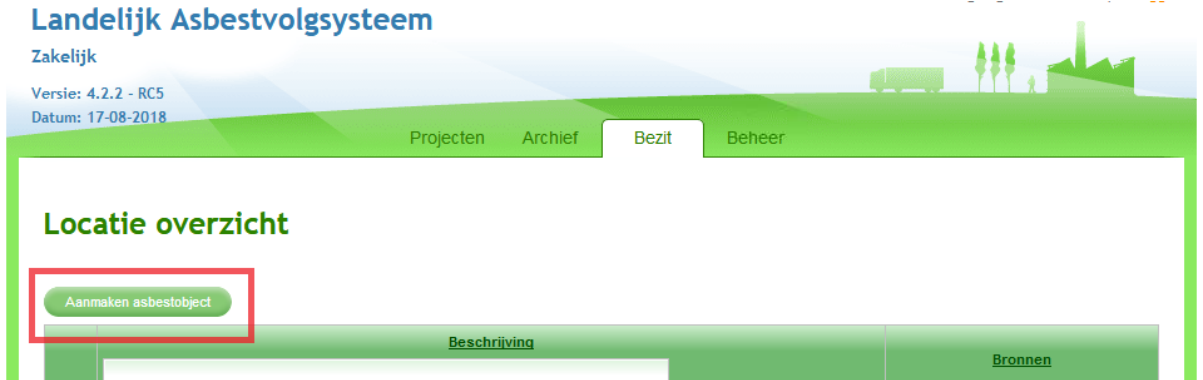 Landelijk Asbestvolgsysteem
Zakelijk
Versie: 4.2.2 - RC5
Datum: 17-08-2018
Projecten Archief Bezit Beheer
Locatie overzicht
Aanmaken asbestobject
Beschrijving
Bronnen